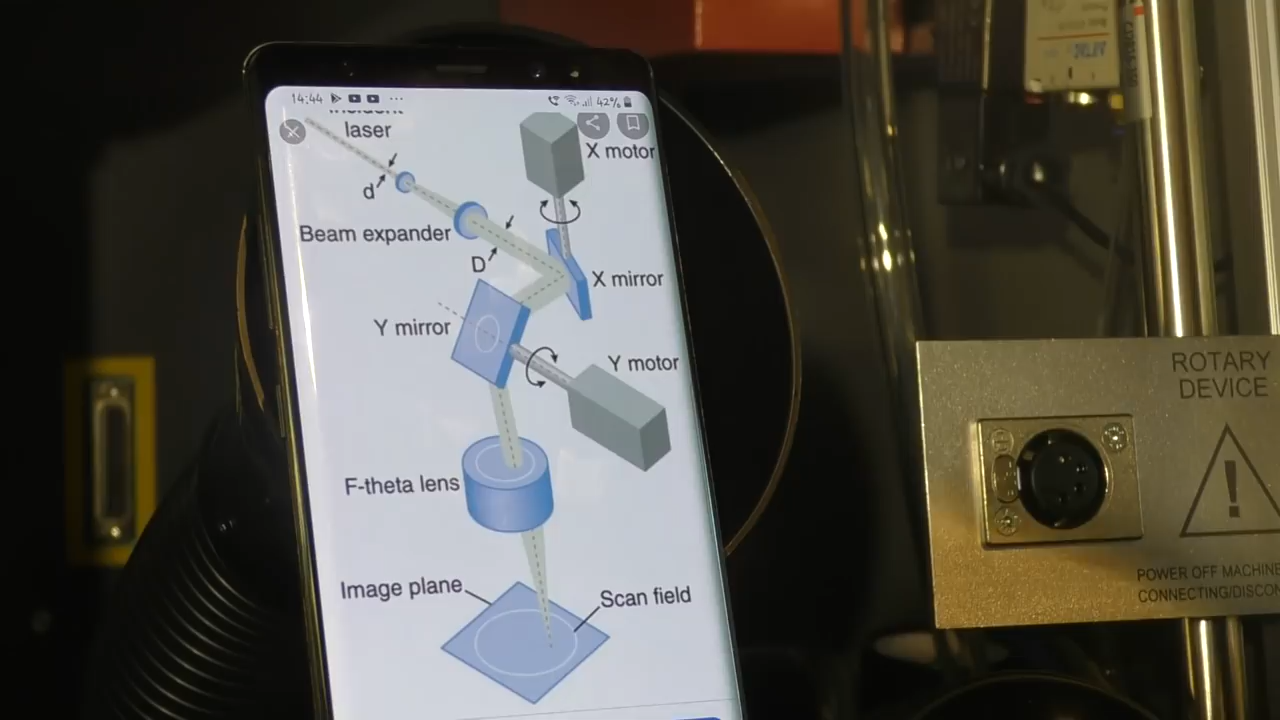 14:44
42%
laser
X motor
d
Beam expander
D
X mirror
Y mirror
Y motor
F-theta lens
Image plane
Scan field
ROTARY
DEVICE
!
POWER OFF MACHINE
CONNECTING/DISCON